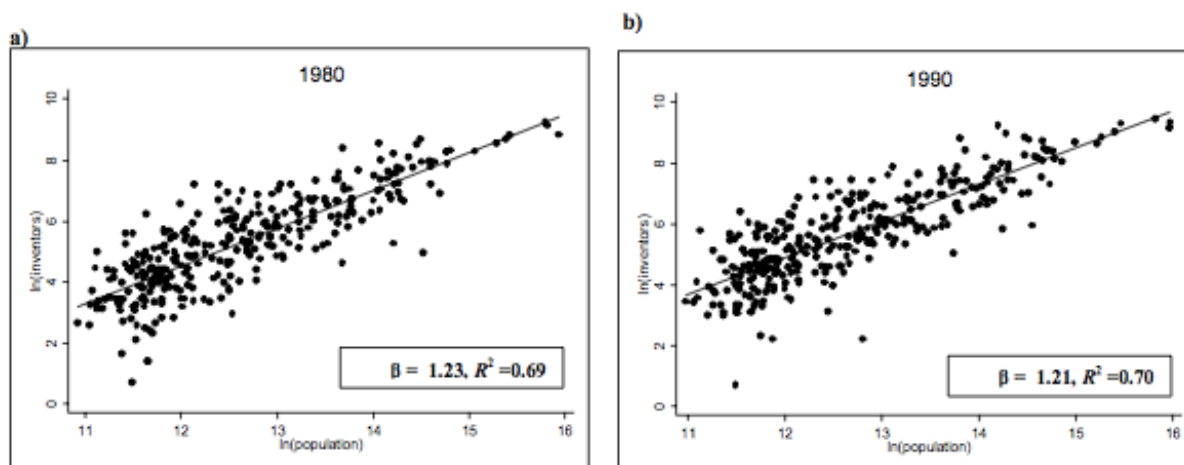 a)
1980
ln(inventors)
10
8
6
4
2
0
11 12 13 14 15 16
ln(population)
β = 1.23, R² =0.69
b)
1990
ln(inventors)
10
8
6
4
2
0
11 12 13 14 15 16
ln(population)
β = 1.21, R² =0.70